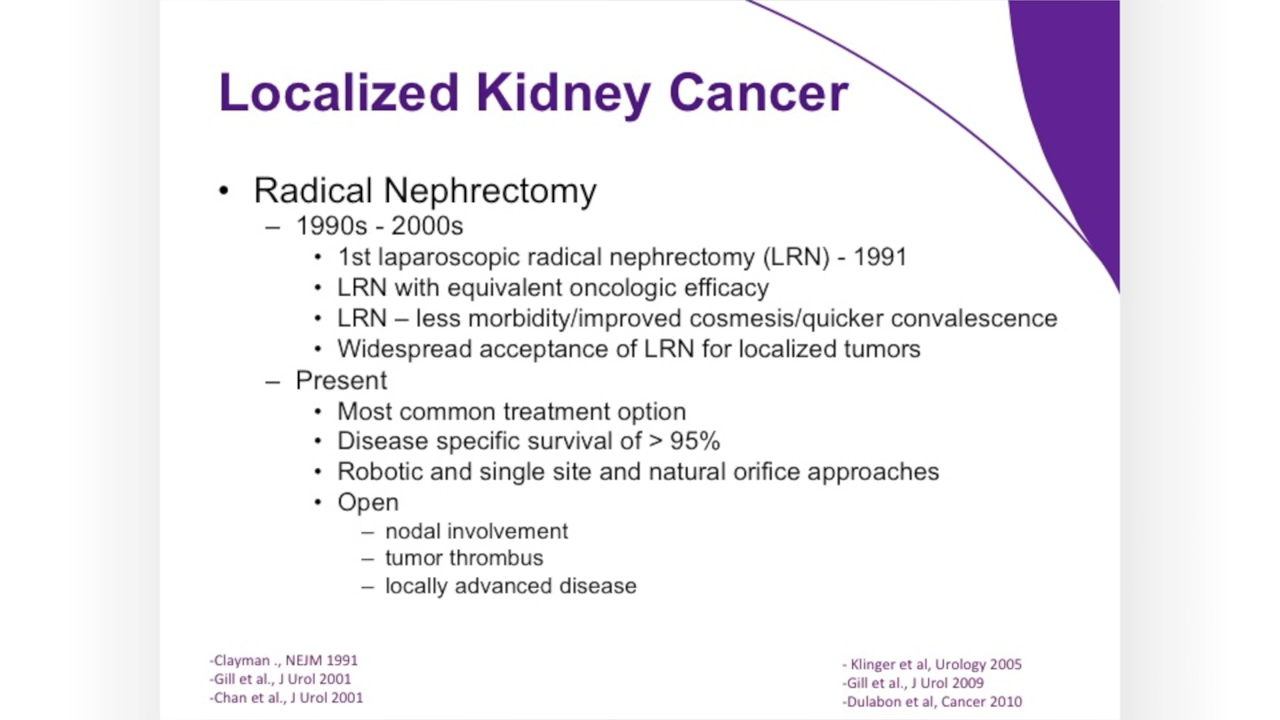 Localized Kidney Cancer
• Radical Nephrectomy
– 1990s - 2000s
• 1st laparoscopic radical nephrectomy (LRN) - 1991
• LRN with equivalent oncologic efficacy
• LRN – less morbidity/improved cosmesis/quicker convalescence
• Widespread acceptance of LRN for localized tumors
– Present
• Most common treatment option
• Disease specific survival of > 95%
• Robotic and single site and natural orifice approaches
• Open
– nodal involvement
– tumor thrombus
– locally advanced disease
-Clayman ., NEJM 1991
-Gill et al., J Urol 2001
-Chan et al., J Urol 2001
- Klinger et al, Urology 2005
-Gill et al., J Urol 2009
-Dulabon et al, Cancer 2010